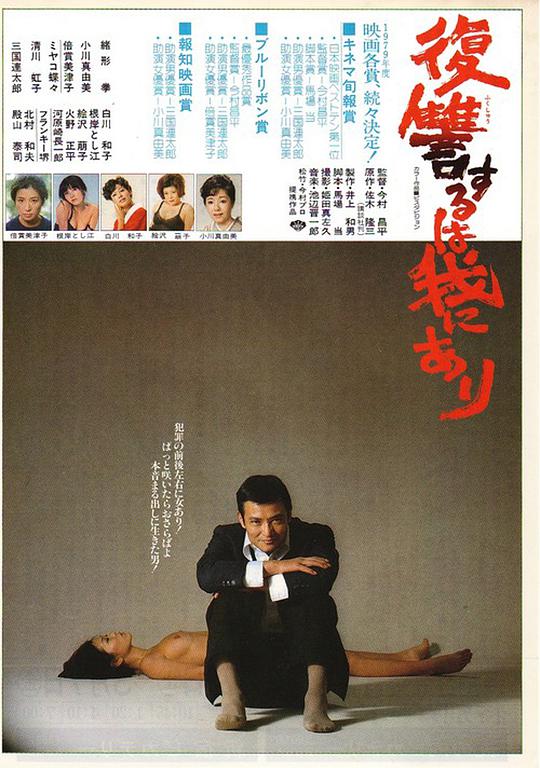 復讐するは我にあり
ふくしゅう
カラー作品
1979年度
映画各賞、続々決定!
■キネマ旬報賞
・日本映画ベストテン第一位
・監督賞―今村昌平
・脚本賞―馬場 当
・助演男優賞―三國連太郎
・助演女優賞―小川真由美
■ブルーリボン賞
・最優秀作品賞
・監督賞―今村昌平
・助演男優賞―三國連太郎
・助演女優賞―倍賞美津子
■報知映画賞
・助演男優賞―三國連太郎
・助演女優賞―小川真由美
監督・今村 昌平
原作・佐木 隆三
(講談社刊)
製作・井上 和男
脚本・馬場 当
撮影・姫田真左久
音楽・池辺晋一郎
松竹・今村プロ
提携作品
緒形 拳
小川真由美
倍賞美津子
ミヤコ蝶々
清川 虹子
三国連太郎
白川 和子
根岸とし江
絵沢 萠子
火野 正平
河原崎長一郎
フランキー堺
北村 和夫
殿山 泰司
倍賞美津子
根岸とし江
白川 和子
絵沢 萠子
小川真由美
犯罪の前後左右に女あり!
ぱっと咲いたらおさらばよ
本音まる出しに生きた男!